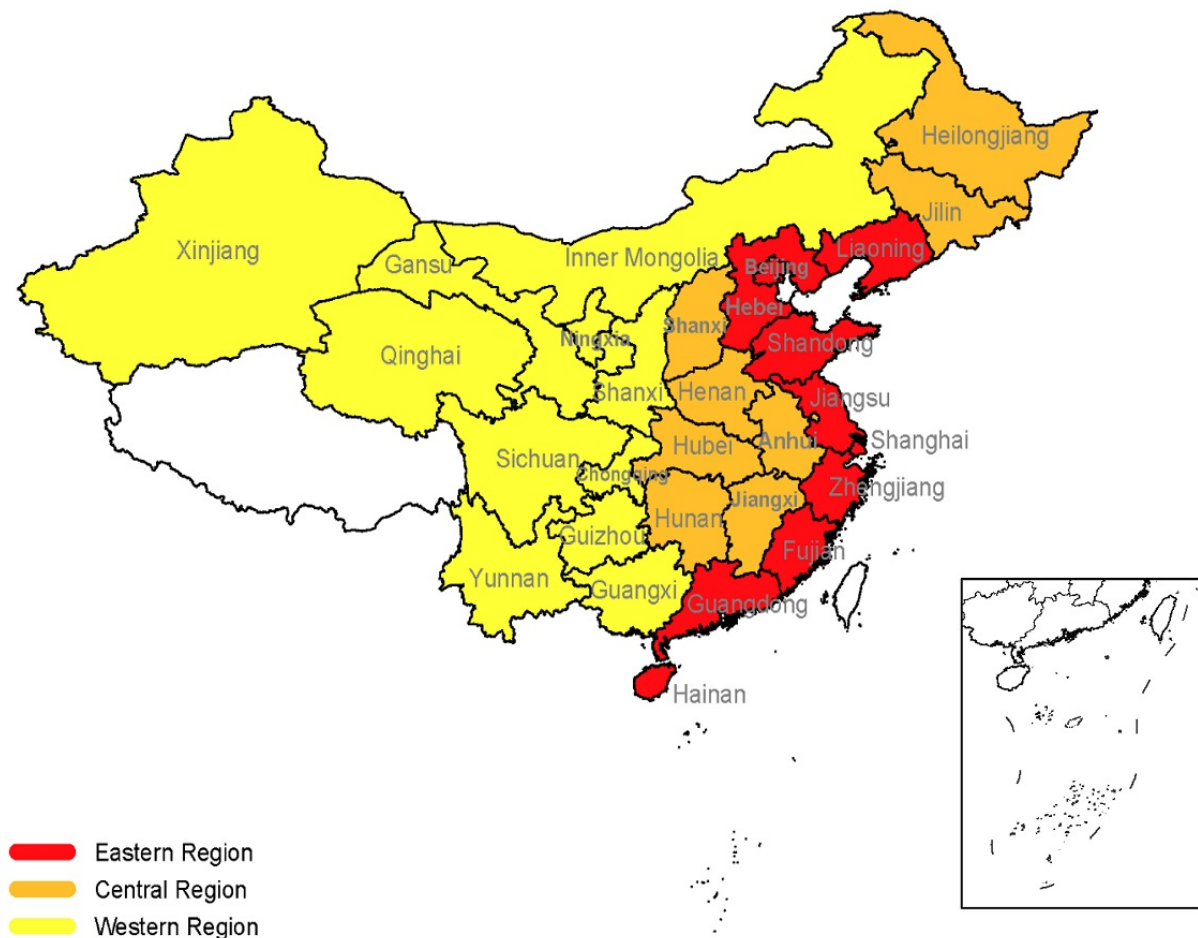 Heilongjiang
Jilin
Liaoning
Xinjiang
Gansu
Inner Mongolia
Beijing
Hebei
Shanxi
Ningxia
Shandong
Qinghai
Shanxi
Henan
Jiangsu
Hubei
Anhui
Shanghai
Sichuan
Chongqing
Zhengjiang
Jiangxi
Hunan
Guizhou
Fujian
Yunnan
Guangxi
Guangdong
Hainan
Eastern Region
Central Region
Western Region